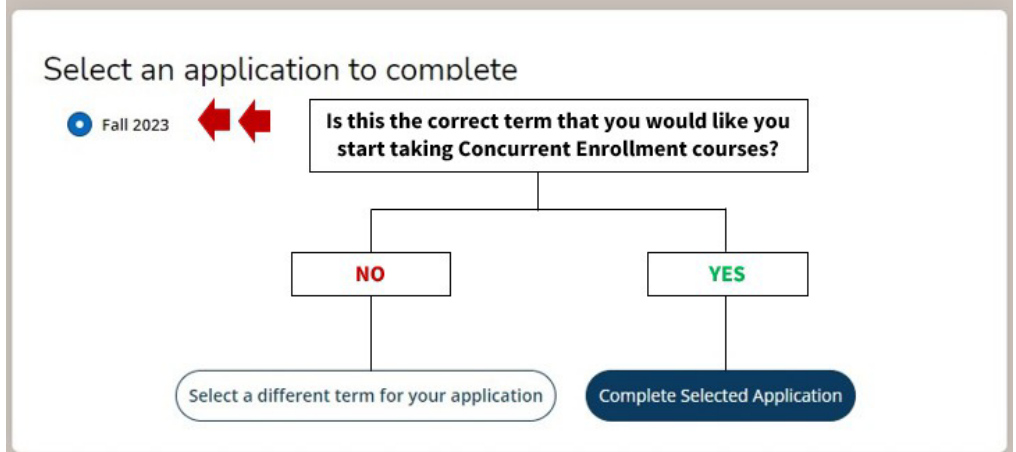 Select an application to complete
Fall 2023
Is this the correct term that you would like you
start taking Concurrent Enrollment courses?
NO
YES
Select a different term for your application
Complete Selected Application